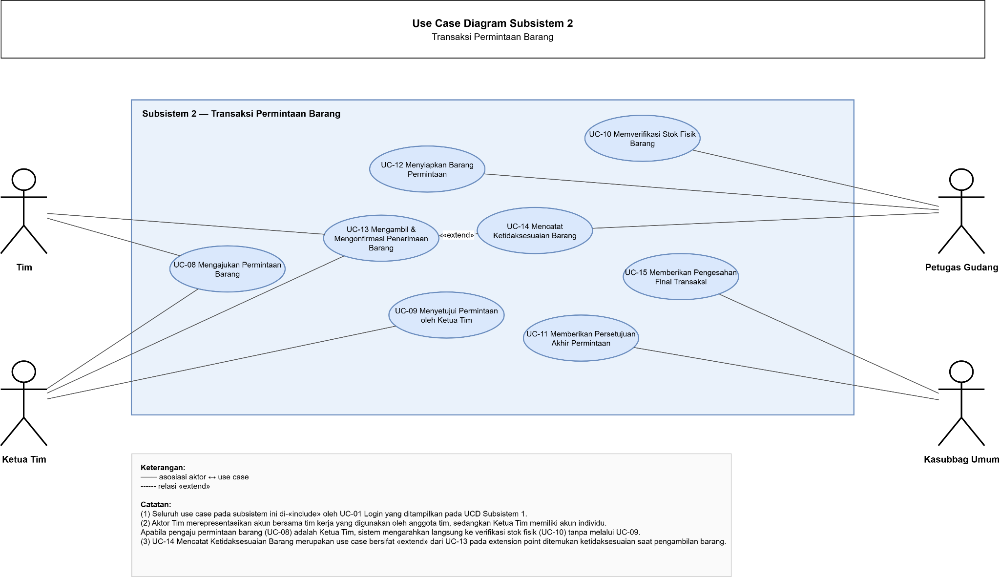 Use Case Diagram Subsistem 2
Transaksi Permintaan Barang
Subsistem 2 — Transaksi Permintaan Barang
UC-10 Memverifikasi Stok Fisik
Barang
UC-12 Menyiapkan Barang
Permintaan
UC-13 Mengambil &
Mengonfirmasi Penerimaan
Barang
«extend»
UC-14 Mencatat
Ketidaksesuaian Barang
UC-08 Mengajukan Permintaan
Barang
UC-15 Memberikan Pengesahan
Final Transaksi
UC-09 Menyetujui Permintaan
oleh Ketua Tim
UC-11 Memberikan Persetujuan
Akhir Permintaan
Tim
Petugas Gudang
Ketua Tim
Kasubbag Umum
Keterangan:
—— asosiasi aktor ↔ use case
------ relasi «extend»
Catatan:
(1) Seluruh use case pada subsistem ini di-«include» oleh UC-01 Login yang ditampilkan pada UCD Subsistem 1.
(2) Aktor Tim merepresentasikan akun bersama tim kerja yang digunakan oleh anggota tim, sedangkan Ketua Tim memiliki akun individu.
Apabila pengaju permintaan barang (UC-08) adalah Ketua Tim, sistem mengarahkan langsung ke verifikasi stok fisik (UC-10) tanpa melalui UC-09.
(3) UC-14 Mencatat Ketidaksesuaian Barang merupakan use case bersifat «extend» dari UC-13 pada extension point ditemukan ketidaksesuaian saat pengambilan barang.